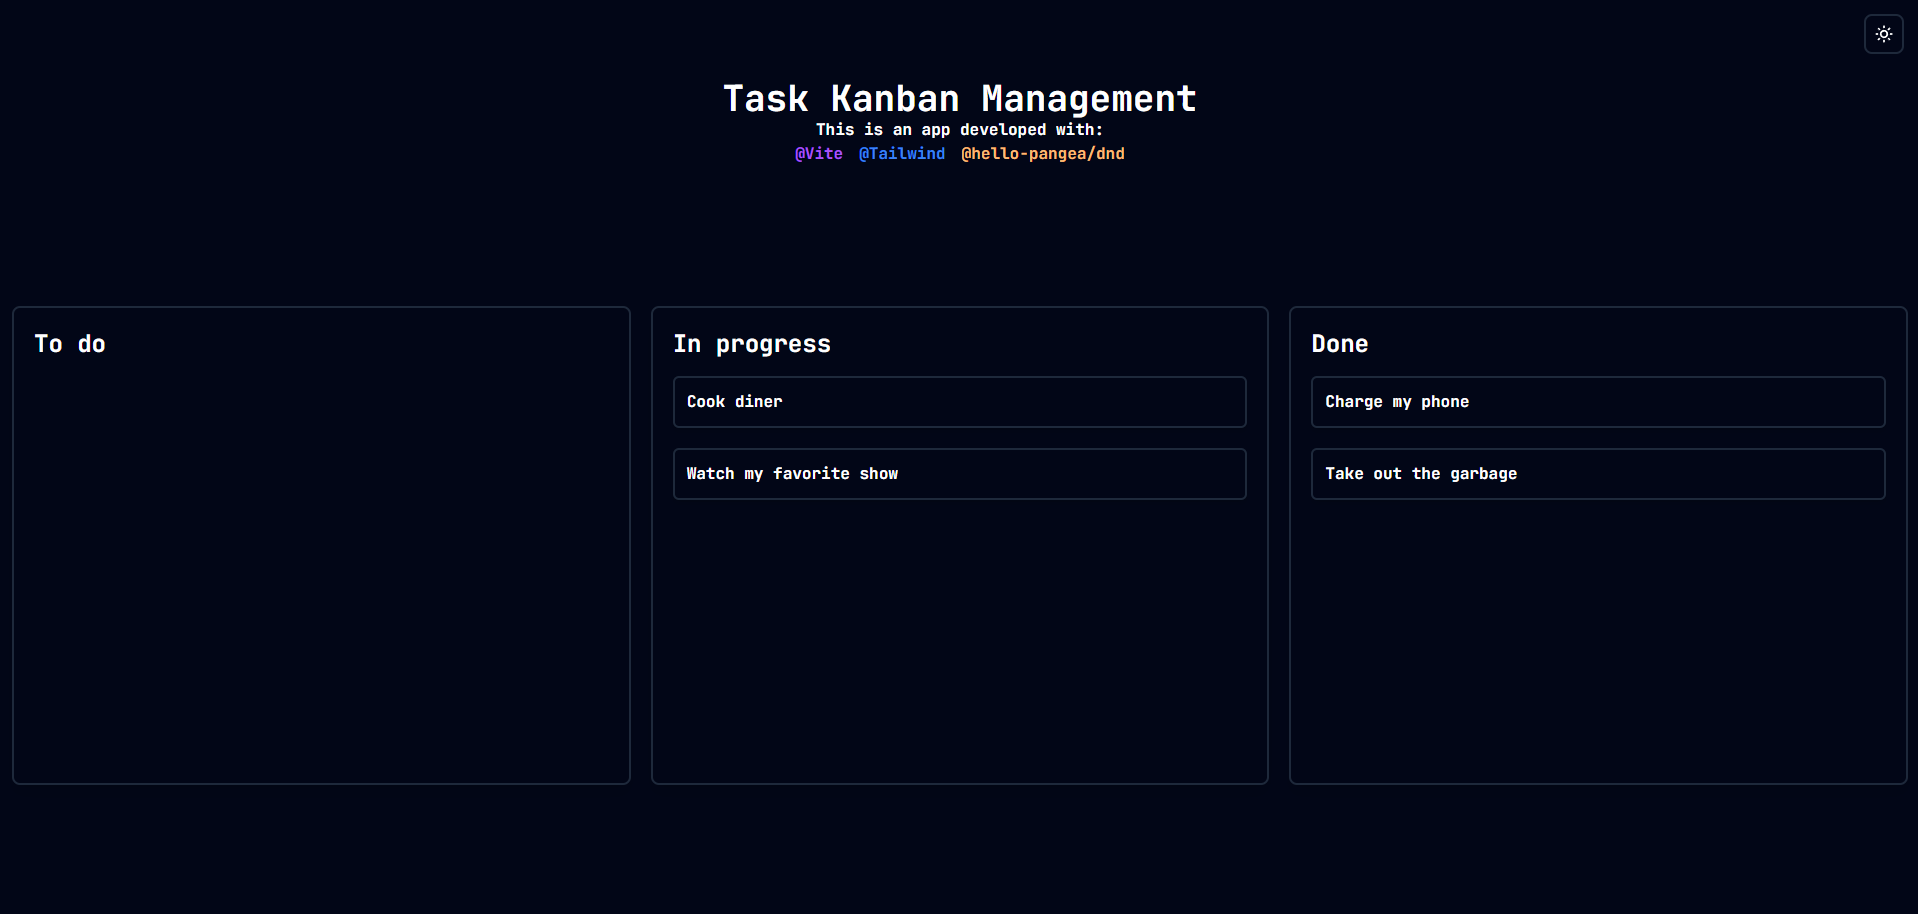 Task Kanban Management
This is an app developed with:
@Vite @Tailwind @hello-pangea/dnd
To do
In progress
Cook diner
Watch my favorite show
Done
Charge my phone
Take out the garbage